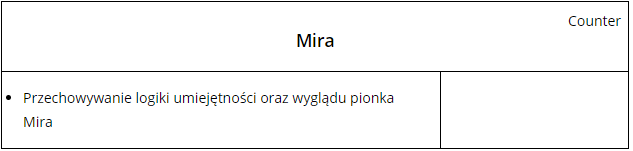 Counter
Mira
• Przechowywanie logiki umiejętności oraz wyglądu pionka
Mira